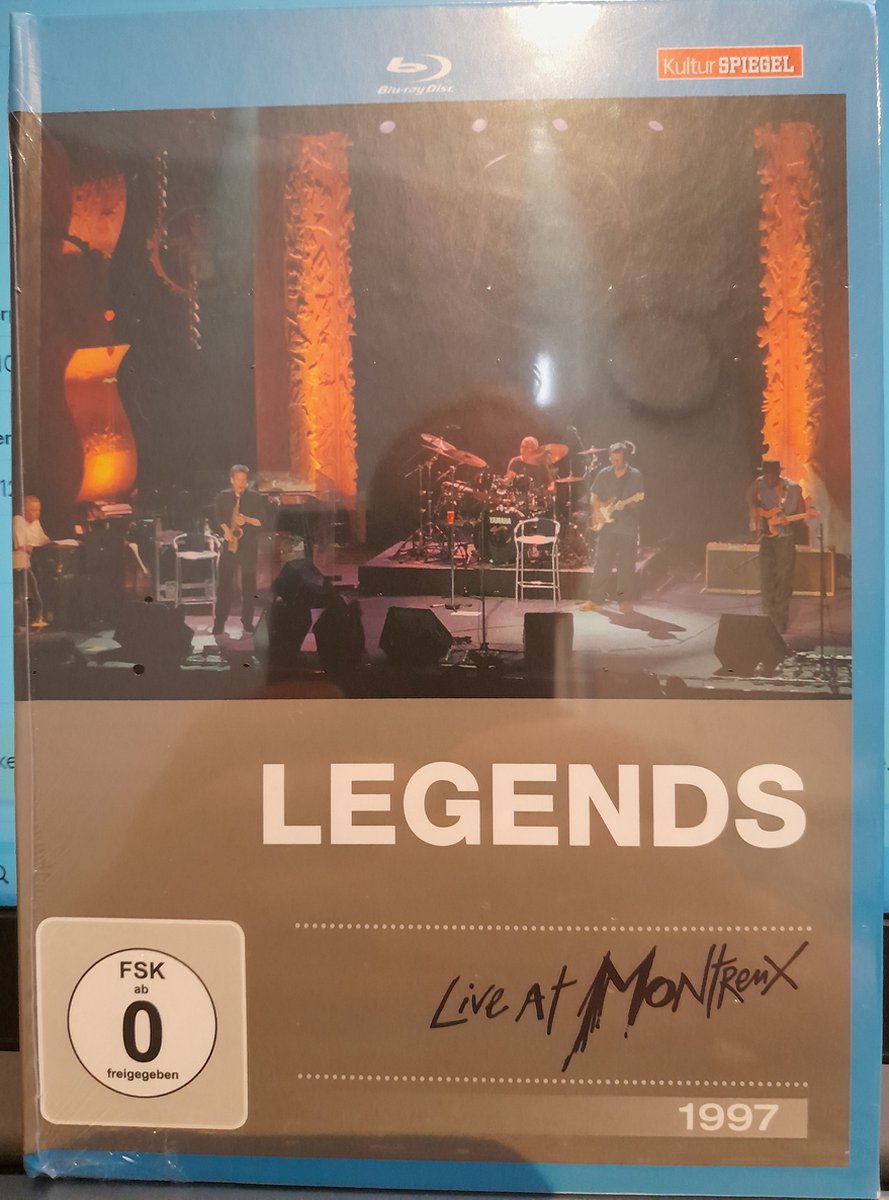 Blu-ray Disc
Kultur SPIEGEL
YAMAHA
LEGENDS
Live at Montreux
FSK
ab
0
freigegeben
1997